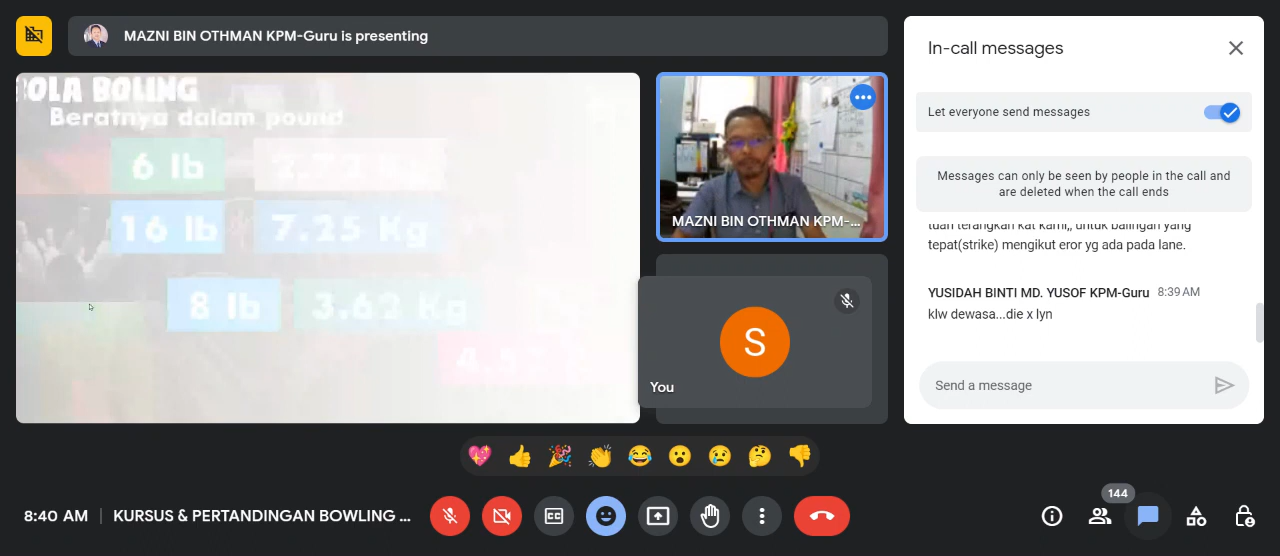 MAZNI BIN OTHMAN KPM-Guru is presenting
BOLA BOLING
Beratnya dalam pound
6 lb
16 lb
7.25 Kg
8 lb
3.62 Kg
MAZNI BIN OTHMAN KPM-...
S
You
In-call messages
Let everyone send messages
Messages can only be seen by people in the call and
are deleted when the call ends
tuan terangkan kat kami,, untuk balingan yang
tepat(strike) mengikut eror yg ada pada lane.
YUSIDAH BINTI MD. YUSOF KPM-Guru 8:39 AM
klw dewasa...die x lyn
Send a message
8:40 AM | KURSUS & PERTANDINGAN BOWLING ...
CC
144